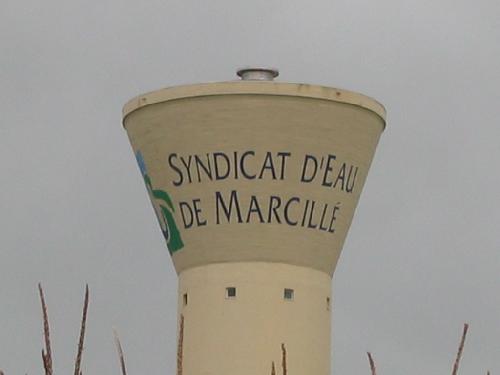 SYNDICAT D'EAU
DE MARCILLÉ